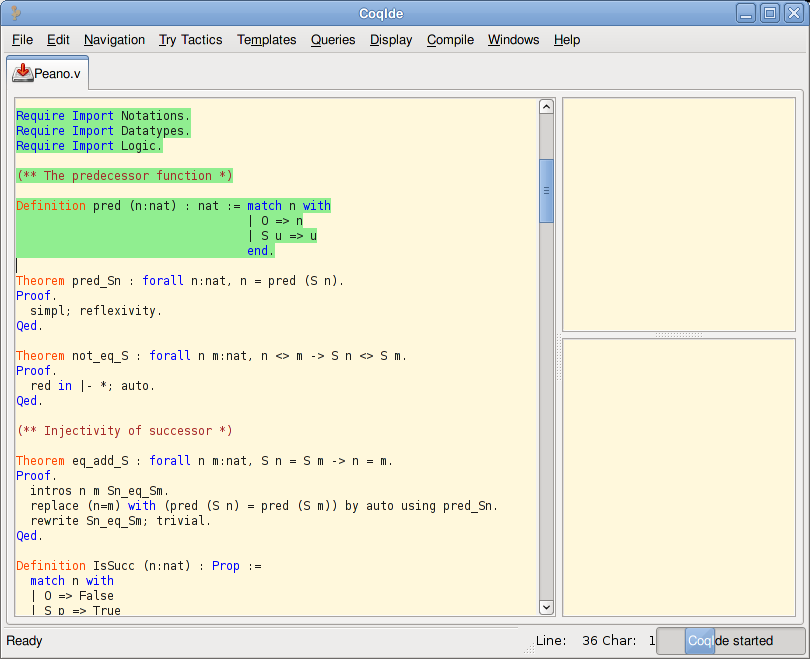 CoqIde
File Edit Navigation Try Tactics Templates Queries Display Compile Windows Help
Peano.v
Require Import Notations.
Require Import Datatypes.
Require Import Logic.
(** The predecessor function *)
Definition pred (n:nat) : nat := match n with
                                 | O => n
                                 | S u => u
                                 end.
Theorem pred_Sn : forall n:nat, n = pred (S n).
Proof.
  simpl; reflexivity.
Qed.
Theorem not_eq_S : forall n m:nat, n <> m -> S n <> S m.
Proof.
  red in |- *; auto.
Qed.
(** Injectivity of successor *)
Theorem eq_add_S : forall n m:nat, S n = S m -> n = m.
Proof.
  intros n m Sn_eq_Sm.
  replace (n=m) with (pred (S n) = pred (S m)) by auto using pred_Sn.
  rewrite Sn_eq_Sm; trivial.
Qed.
Definition IsSucc (n:nat) : Prop :=
  match n with
  | O => False
  | S p => True
Ready Line: 36 Char: 1 CoqIde started